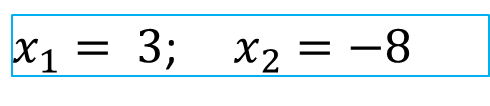 x₁ = 3; x₂ = −8